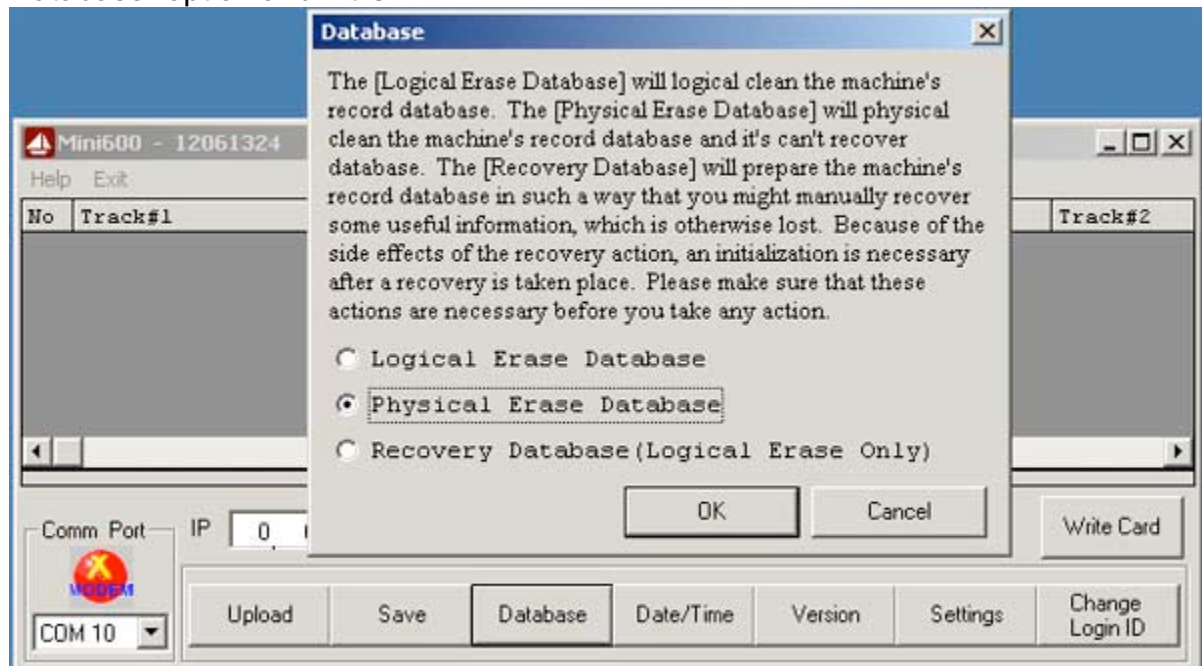 Database
The [Logical Erase Database] will logical clean the machine's
record database. The [Physical Erase Database] will physical
clean the machine's record database and it's can't recover
database. The [Recovery Database] will prepare the machine's
record database in such a way that you might manually recover
some useful information, which is otherwise lost. Because of the
side effects of the recovery action, an initialization is necessary
after a recovery is taken place. Please make sure that these
actions are necessary before you take any action.
Logical Erase Database
Physical Erase Database
Recovery Database(Logical Erase Only)
OK Cancel
Mini600 - 12061324
Help Exit
No Track#1 Track#2
Comm Port IP 0 Write Card
X
MODEM
COM 10
Upload Save Database Date/Time Version Settings Change Login ID